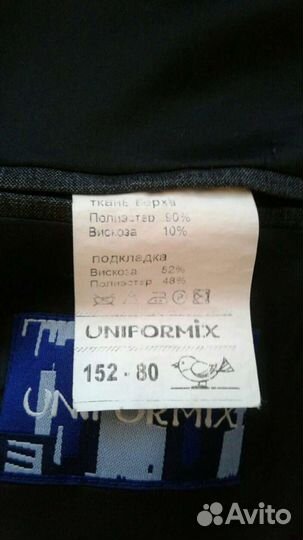 ткань верха
Полиэстер 90%
Вискоза 10%
подкладка
Вискоза 52%
Полиэстер 48%
UNIFORMIX
152 - 80
UNIFORMIX
Avito